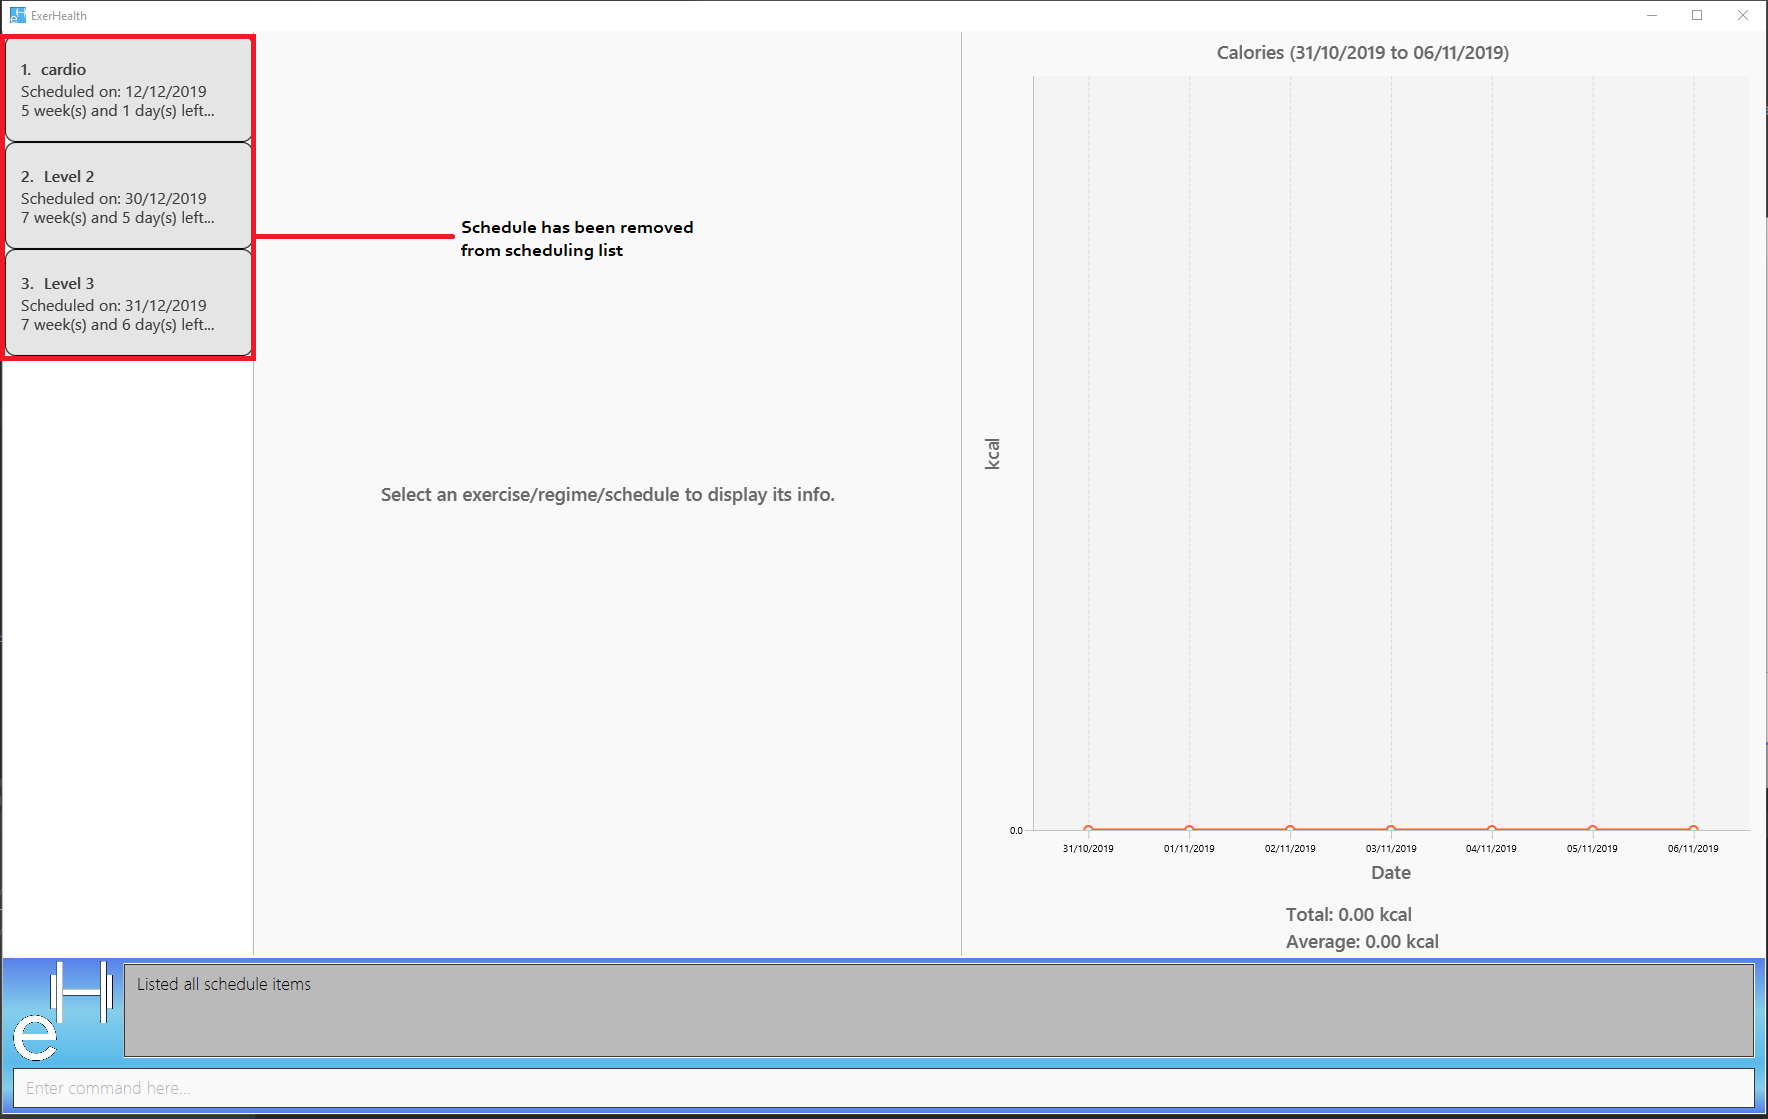 ExerHealth
1. cardio
Scheduled on: 12/12/2019
5 week(s) and 1 day(s) left...
2. Level 2
Scheduled on: 30/12/2019
7 week(s) and 5 day(s) left...
3. Level 3
Scheduled on: 31/12/2019
7 week(s) and 6 day(s) left...
Schedule has been removed
from scheduling list
Select an exercise/regime/schedule to display its info.
Calories (31/10/2019 to 06/11/2019)
kcal
0.0
31/10/2019 01/11/2019 02/11/2019 03/11/2019 04/11/2019 05/11/2019 06/11/2019
Date
Total: 0.00 kcal
Average: 0.00 kcal
eH
Listed all schedule items
Enter command here...